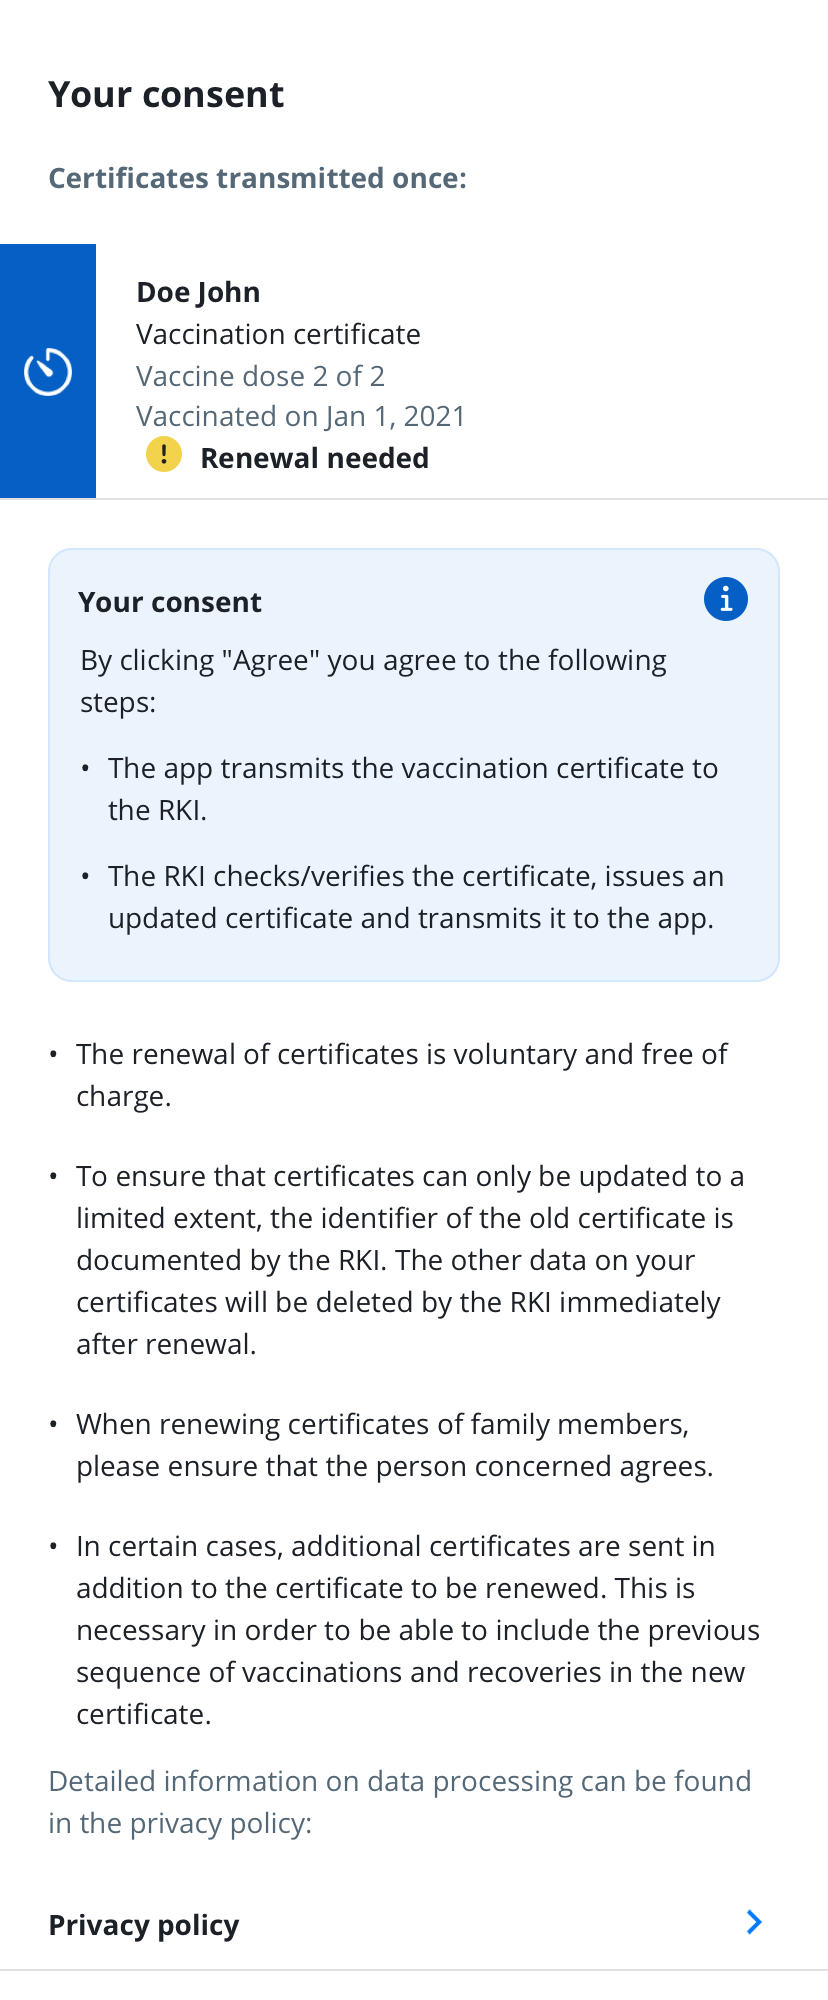 Your consent
Certificates transmitted once:
Doe John
Vaccination certificate
Vaccine dose 2 of 2
Vaccinated on Jan 1, 2021
! Renewal needed
Your consent
i
By clicking "Agree" you agree to the following
steps:
• The app transmits the vaccination certificate to
the RKI.
• The RKI checks/verifies the certificate, issues an
updated certificate and transmits it to the app.
• The renewal of certificates is voluntary and free of
charge.
• To ensure that certificates can only be updated to a
limited extent, the identifier of the old certificate is
documented by the RKI. The other data on your
certificates will be deleted by the RKI immediately
after renewal.
• When renewing certificates of family members,
please ensure that the person concerned agrees.
• In certain cases, additional certificates are sent in
addition to the certificate to be renewed. This is
necessary in order to be able to include the previous
sequence of vaccinations and recoveries in the new
certificate.
Detailed information on data processing can be found
in the privacy policy:
Privacy policy